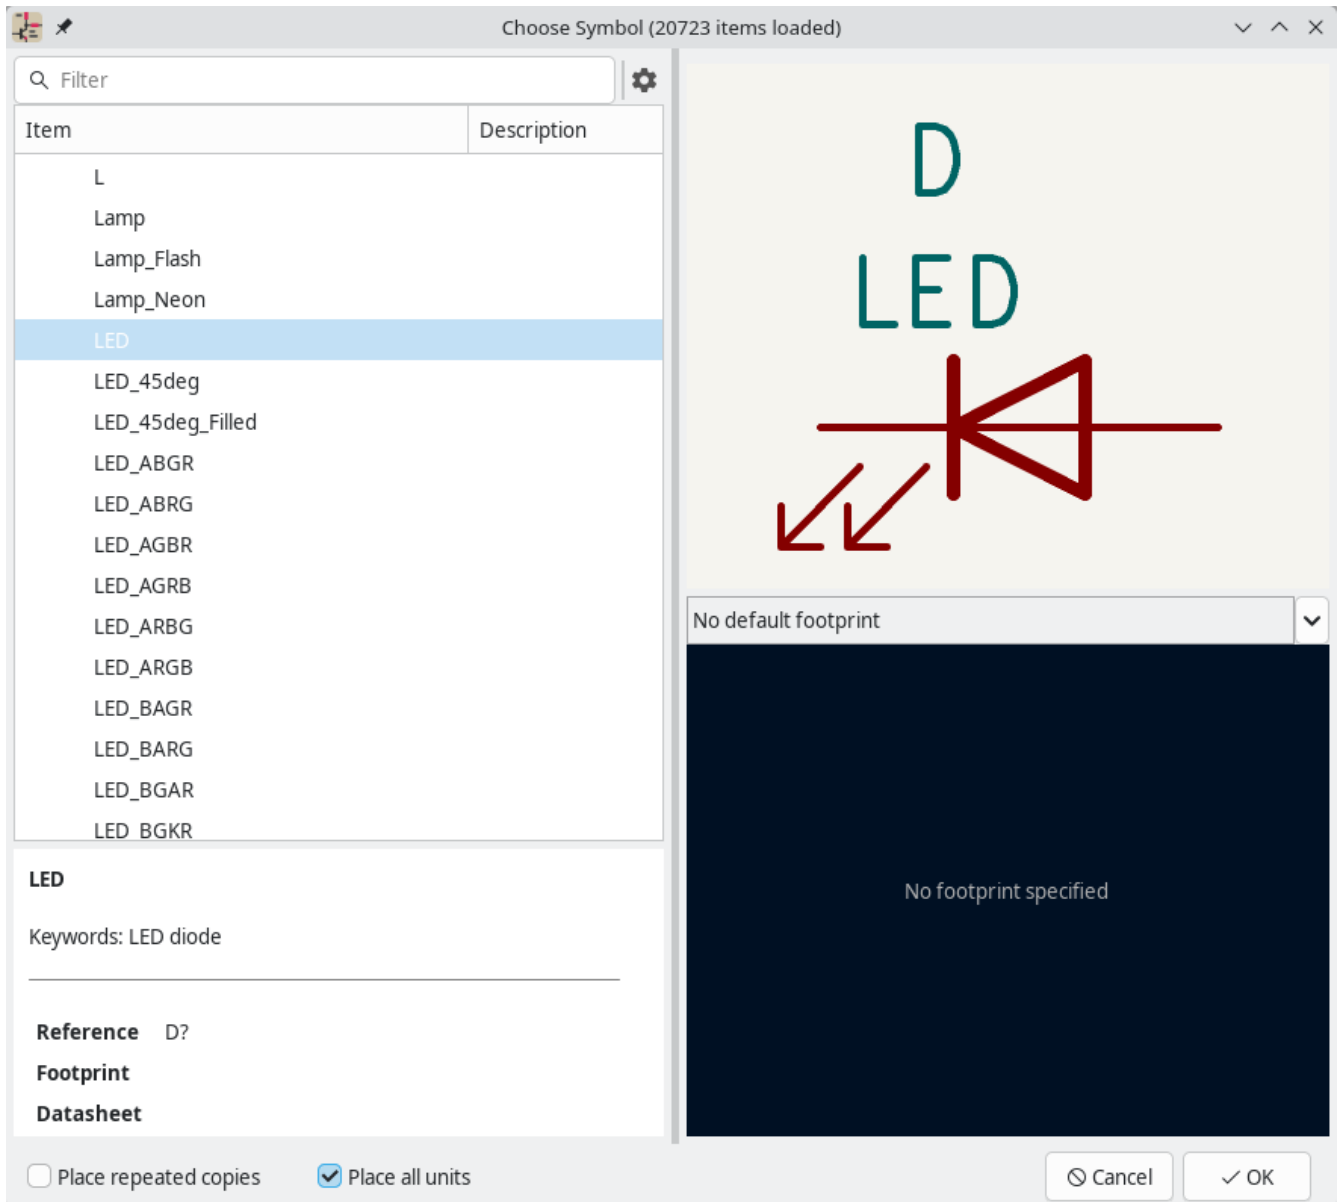 Choose Symbol (20723 items loaded)
Filter
Item Description
L
Lamp
Lamp_Flash
Lamp_Neon
LED
LED_45deg
LED_45deg_Filled
LED_ABGR
LED_ABRG
LED_AGBR
LED_AGRB
LED_ARBG
LED_ARGB
LED_BAGR
LED_BARG
LED_BGAR
LED_BGKR
LED
Keywords: LED diode
Reference D?
Footprint
Datasheet
D
LED
No default footprint
No footprint specified
Place repeated copies Place all units Cancel OK